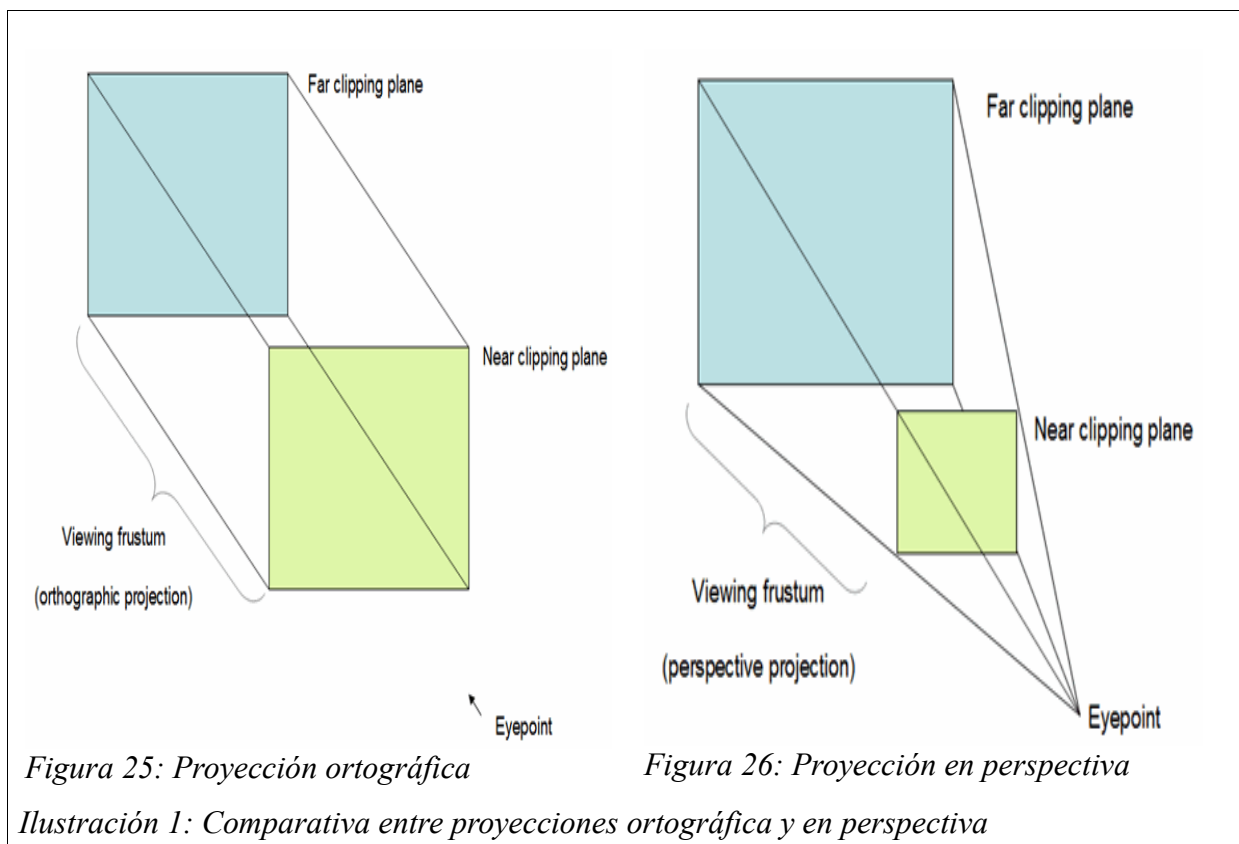 Far clipping plane
Near clipping plane
Viewing frustum
(orthographic projection)
Eyepoint
Figura 25: Proyección ortográfica
Far clipping plane
Near clipping plane
Viewing frustum
(perspective projection)
Eyepoint
Figura 26: Proyección en perspectiva
Ilustración 1: Comparativa entre proyecciones ortográfica y en perspectiva